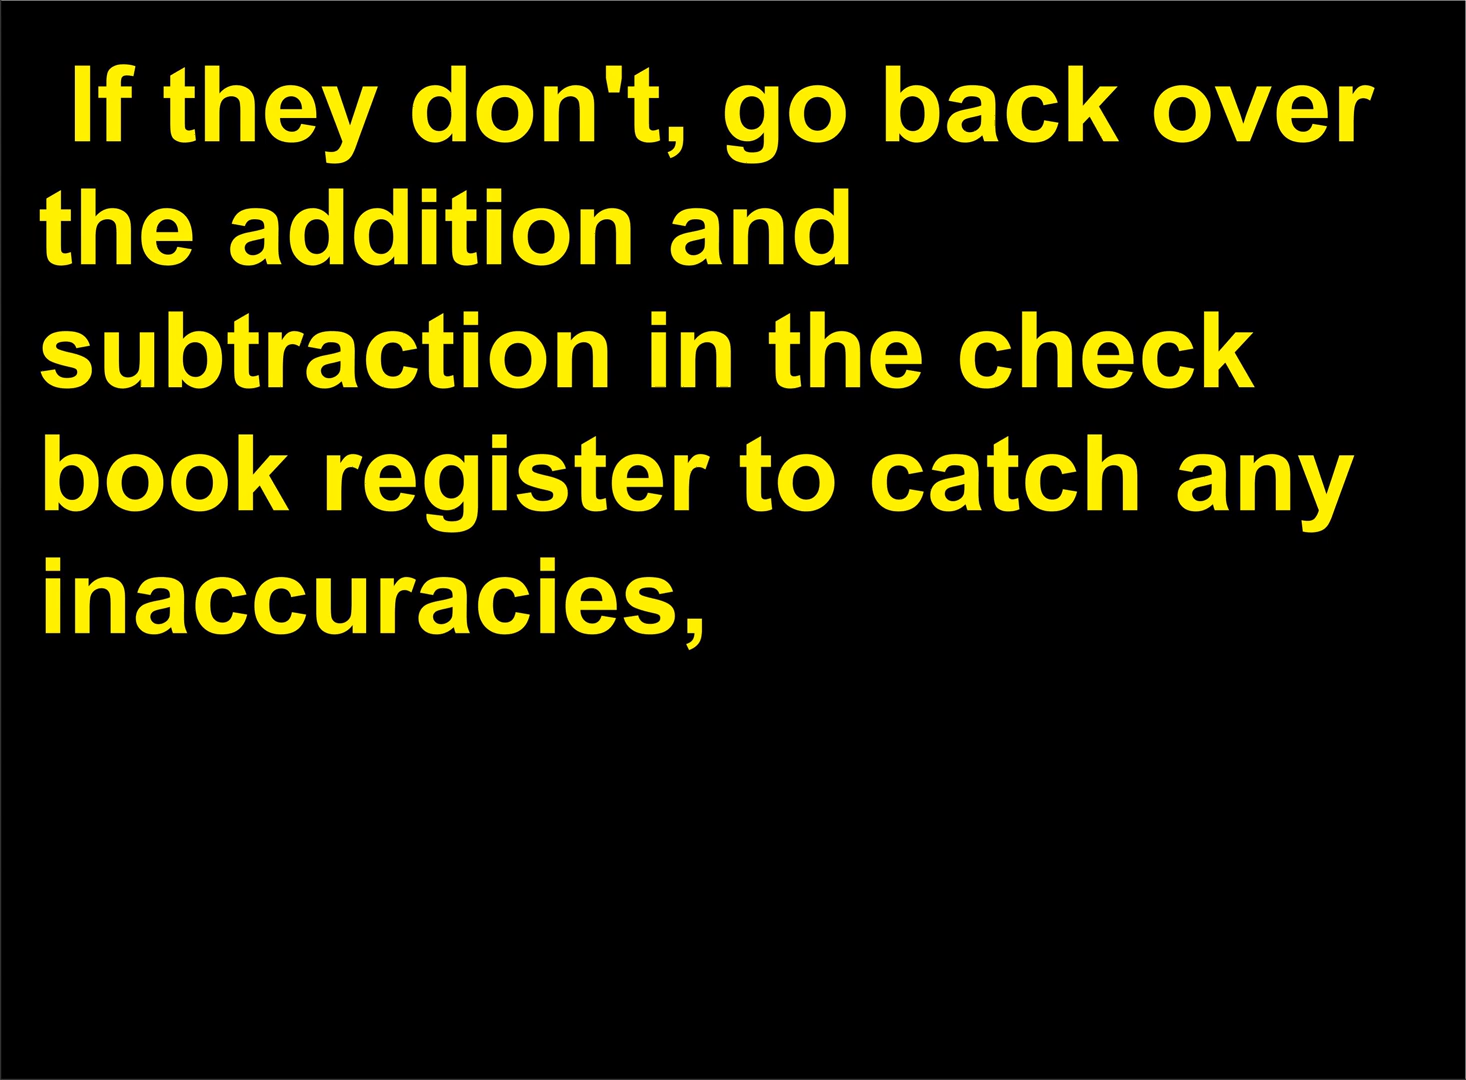 If they don't, go back over
the addition and
subtraction in the check
book register to catch any
inaccuracies,